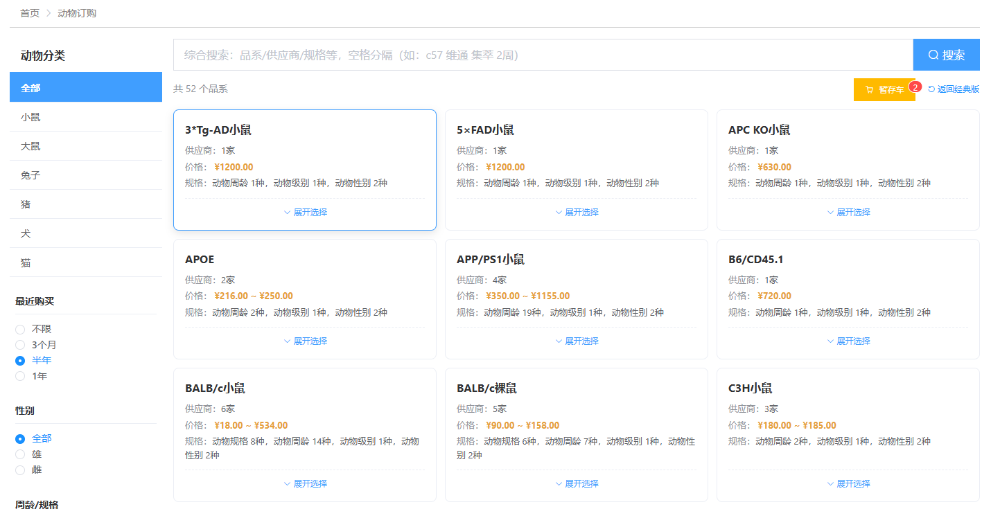 首页 > 动物订购
动物分类
全部
小鼠
大鼠
兔子
猪
犬
猫
最近购买
不限
3个月
半年
1年
性别
全部
雄
雌
周龄/规格
综合搜索：品系/供应商/规格等，空格分隔（如：c57 维通 集萃 2周）
搜索
共 52 个品系
暂存车 2
返回经典版
3*Tg-AD小鼠
供应商：1家
价格： ¥1200.00
规格：动物周龄 1种，动物级别 1种，动物性别 2种
展开选择
5×FAD小鼠
供应商：1家
价格： ¥1200.00
规格：动物周龄 1种，动物级别 1种，动物性别 2种
展开选择
APC KO小鼠
供应商：1家
价格： ¥630.00
规格：动物周龄 1种，动物级别 1种，动物性别 2种
展开选择
APOE
供应商：2家
价格： ¥216.00 ~ ¥250.00
规格：动物周龄 2种，动物级别 1种，动物性别 2种
展开选择
APP/PS1小鼠
供应商：4家
价格： ¥350.00 ~ ¥1155.00
规格：动物周龄 19种，动物级别 1种，动物性别 2种
展开选择
B6/CD45.1
供应商：1家
价格： ¥720.00
规格：动物周龄 1种，动物级别 1种，动物性别 2种
展开选择
BALB/c小鼠
供应商：6家
价格： ¥18.00 ~ ¥534.00
规格：动物规格 8种，动物周龄 14种，动物级别 1种，动物
性别 2种
展开选择
BALB/c裸鼠
供应商：5家
价格： ¥90.00 ~ ¥158.00
规格：动物规格 6种，动物周龄 7种，动物级别 1种，动物性
别 2种
展开选择
C3H小鼠
供应商：3家
价格： ¥180.00 ~ ¥185.00
规格：动物周龄 2种，动物级别 1种，动物性别 2种
展开选择